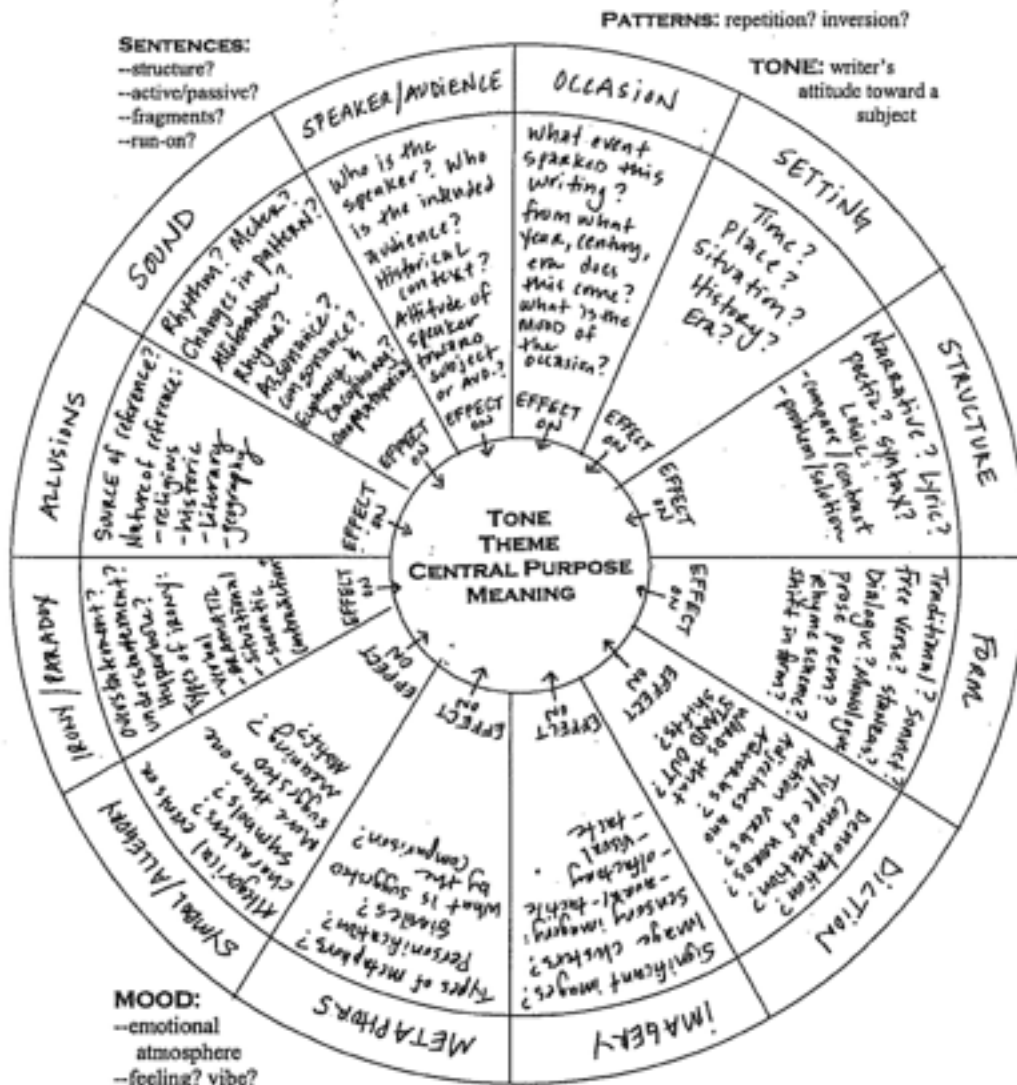 PATTERNS: repetition? inversion?
SENTENCES:
--structure?
--active/passive?
--fragments?
--run-on?
TONE: writer's
attitude toward a
subject
SPEAKER/AUDIENCE
Who is the
speaker? Who
is the intended
audience?
Historical
context?
Attitude of
speaker
toward
subject
or AUD.?
EFFECT
ON
OCCASION
What event
SPARKED this
writing?
from what
year, century,
era does
this come?
What is the
MOOD of
the
occasion?
EFFECT
ON
SETTING
Time?
Place?
Situation?
History?
Era?
EFFECT
ON
STRUCTURE
Narrative? Lyric?
poetic? syntax?
Logic:
- compare/contrast
- problem/solution
EFFECT
ON
FORM
Traditional? Sonnet?
Free verse? stanzas?
Dialogue? Monologue
prose poem?
Rhyme scheme?
shift in form?
EFFECT
ON
DICTION
Denotation?
Connotation?
Type of words?
Action verbs?
Adjectives and
Adverbs?
words that
STAND OUT?
shifts?
EFFECT
ON
IMAGERY
Significant images?
Image clusters?
sensory imagery:
- aural - tactile
- olfactory
- visual
EFFECT
ON
METAPHORS
Types of metaphors?
Personification?
Similes?
What is suggested
by the comparison?
EFFECT
ON
SYMBOL/ALLEGORY
Allegorical events or
characters?
symbols?
More than one
suggested
meaning?
EFFECT
ON
IRONY/PARADOX
Overstatement?
Understatement?
Hyperbole?
Types of irony:
- verbal
- DRAMATIC
- situational
- socratic
EFFECT
ON
ALLUSIONS
Source of reference?
Nature of reference:
- religious
- historic
- Literary
- geography
EFFECT
ON
SOUND
Rhythm? Meter?
Changes in pattern?
Alliteration?
Rhyme?
Assonance?
Consonance?
EFFECT
ON
TONE
THEME
CENTRAL PURPOSE
MEANING
MOOD:
--emotional
atmosphere
--feeling? vibe?